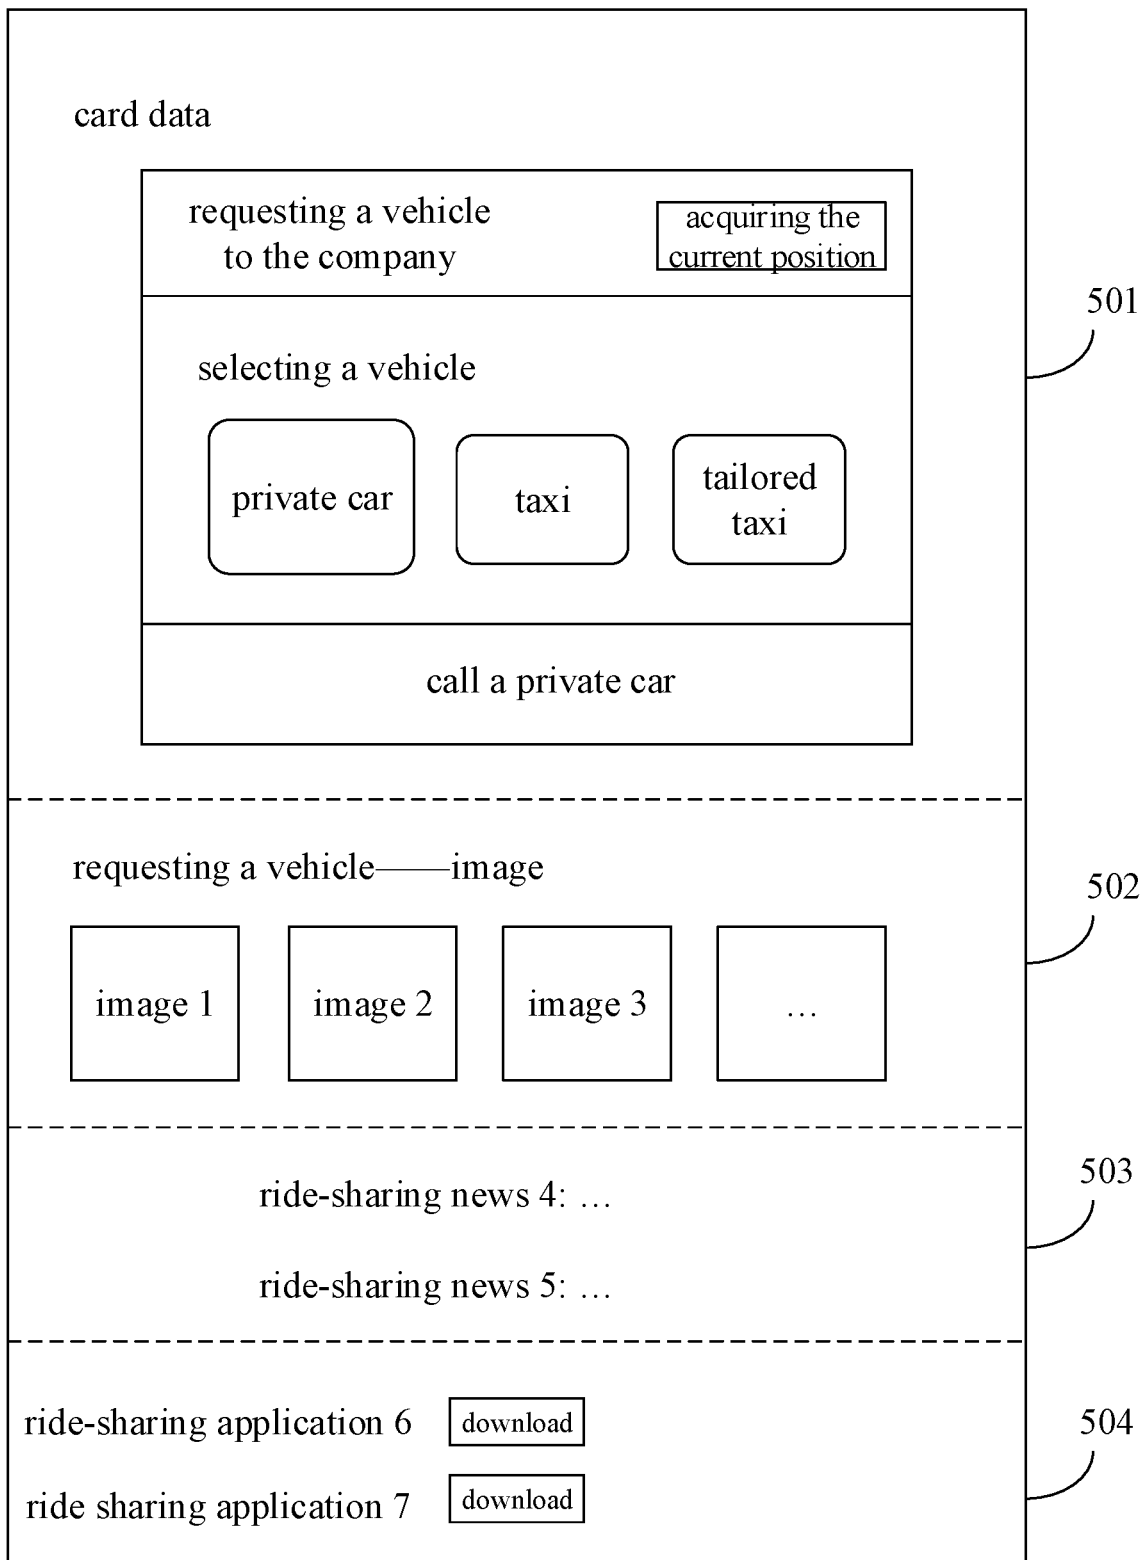 card data
requesting a vehicle
to the company
acquiring the
current position
501
selecting a vehicle
private car
taxi
tailored
taxi
call a private car
requesting a vehicle——image
502
image 1
image 2
image 3
...
503
ride-sharing news 4: ...
ride-sharing news 5: ...
ride-sharing application 6
download
504
ride sharing application 7
download